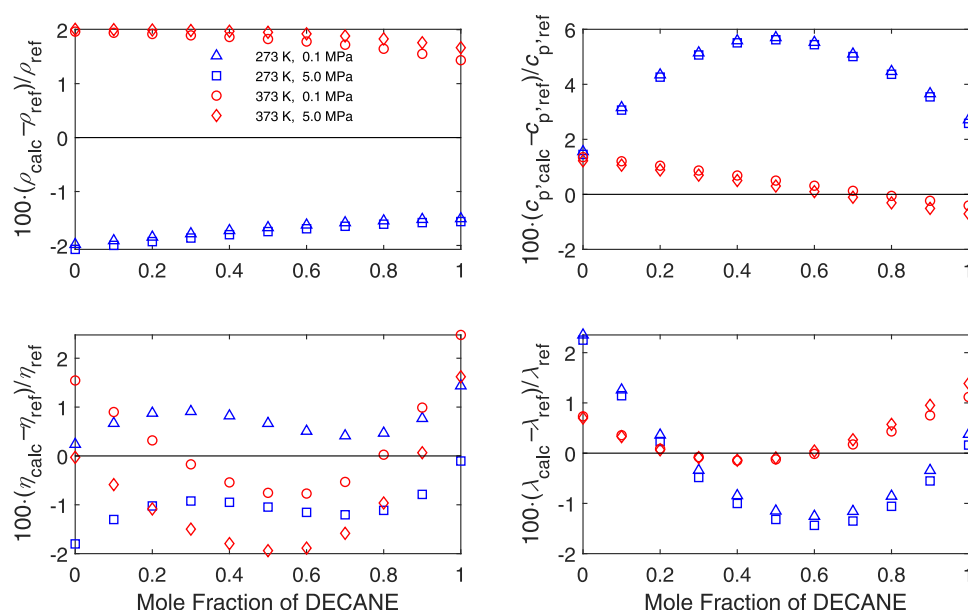 100·(ρcalc−ρref)/ρref
2
1
0
-1
-2
0 0.2 0.4 0.6 0.8 1
273 K, 0.1 MPa
273 K, 5.0 MPa
373 K, 0.1 MPa
373 K, 5.0 MPa
100·(cp,calc−cp,ref)/cp,ref
6
4
2
0
-2
0 0.2 0.4 0.6 0.8 1
100·(ηcalc−ηref)/ηref
2
1
0
-1
-2
0 0.2 0.4 0.6 0.8 1
Mole Fraction of DECANE
100·(λcalc−λref)/λref
2
1
0
-1
-2
0 0.2 0.4 0.6 0.8 1
Mole Fraction of DECANE